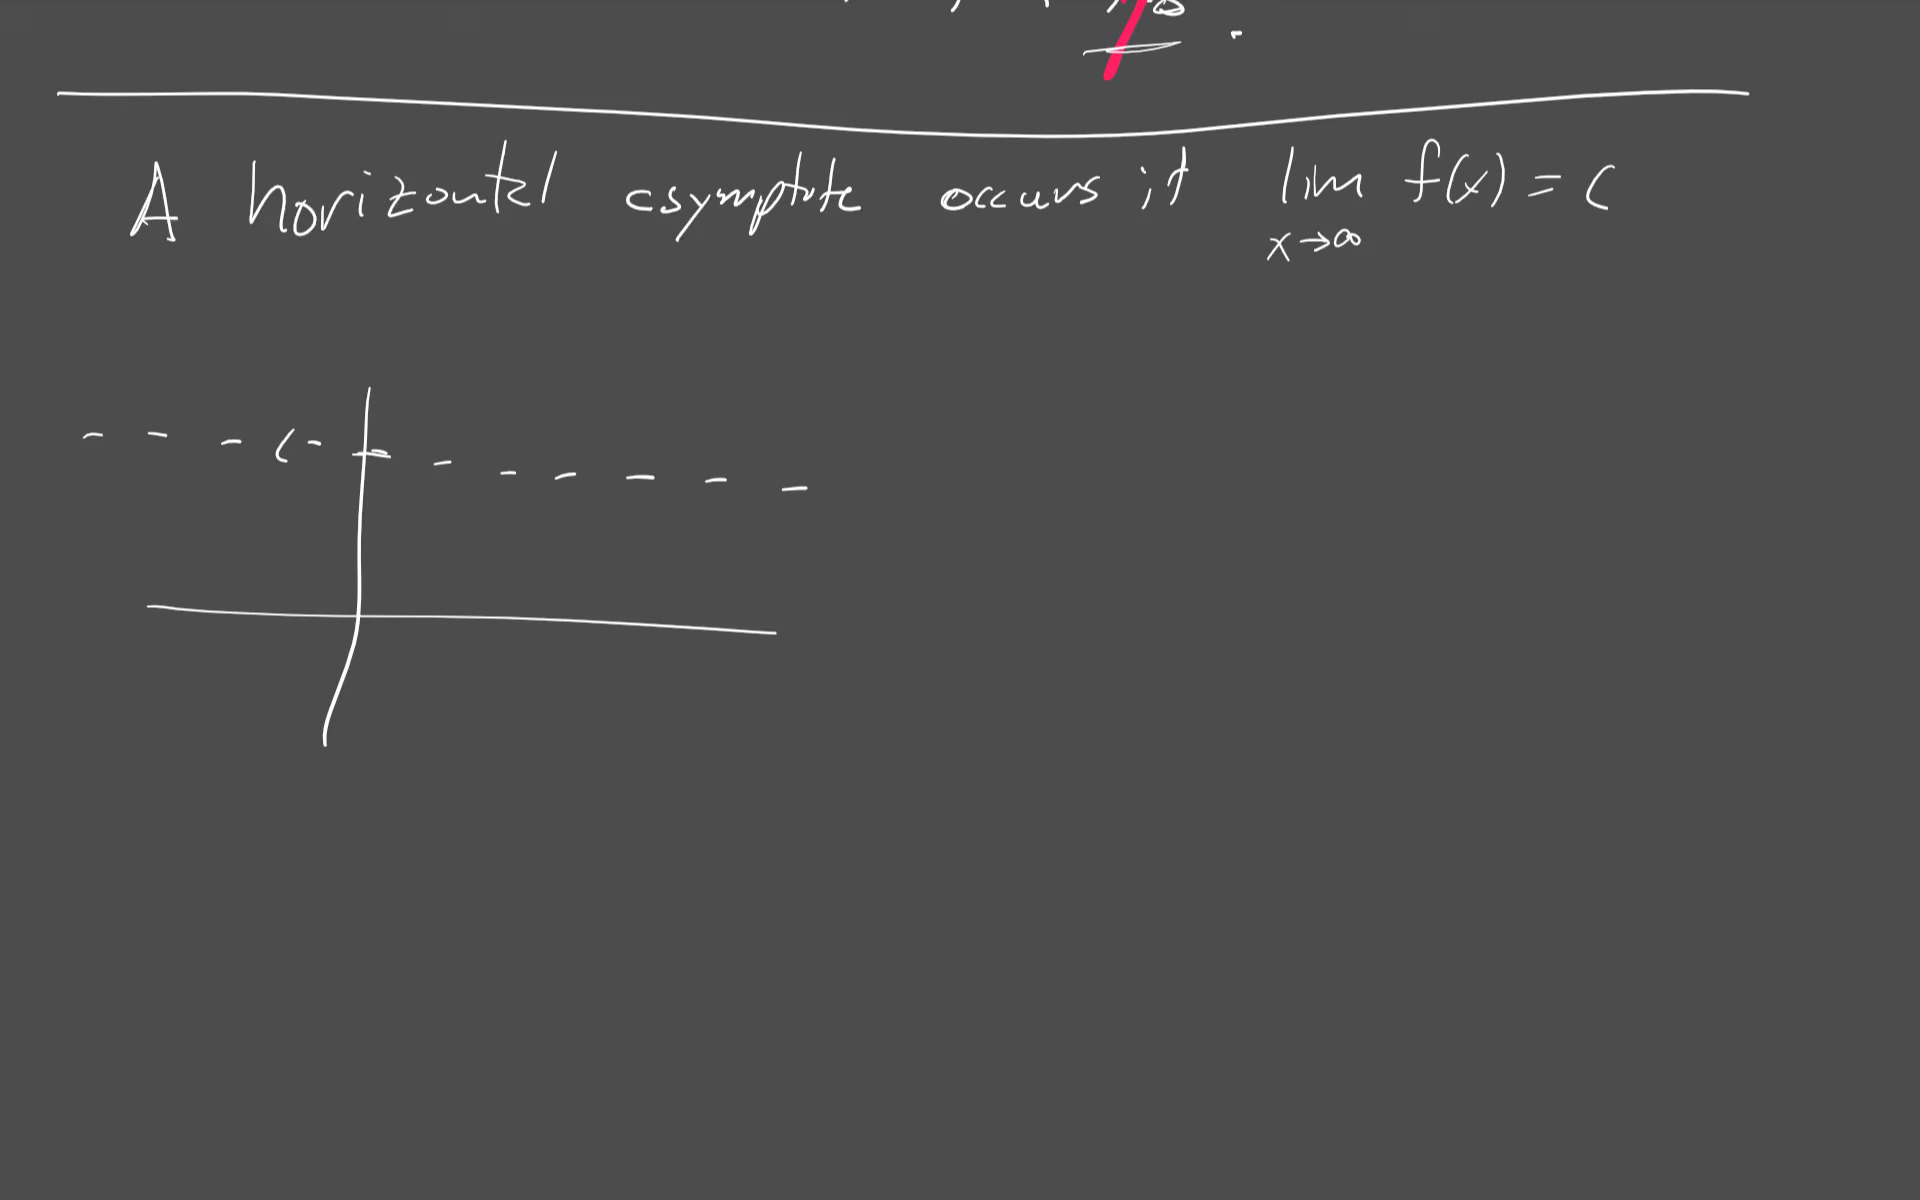 A horizontal asymptote occurs if lim f(x) = c
x→∞
c